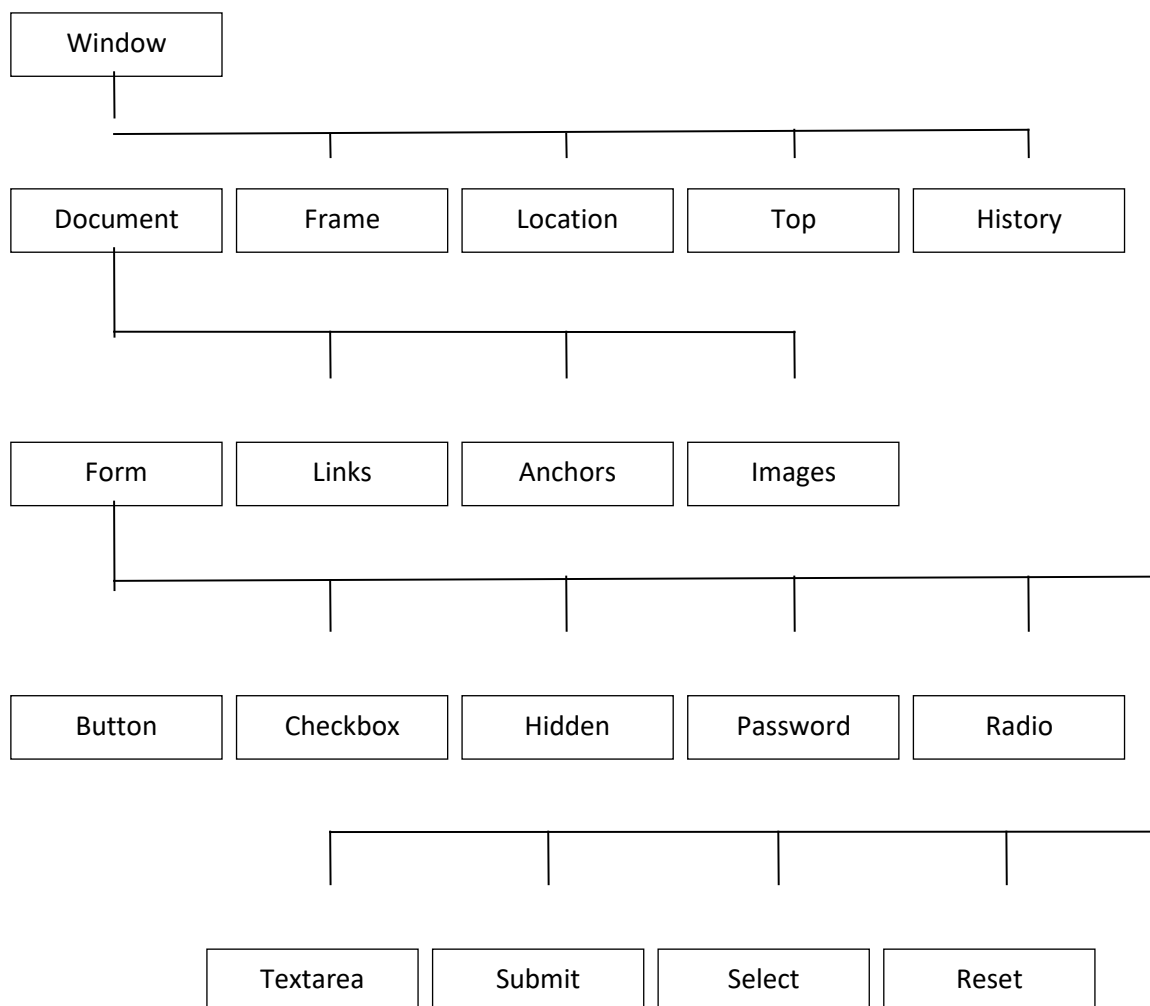 Window
Document Frame Location Top History
Form Links Anchors Images
Button Checkbox Hidden Password Radio
Textarea Submit Select Reset